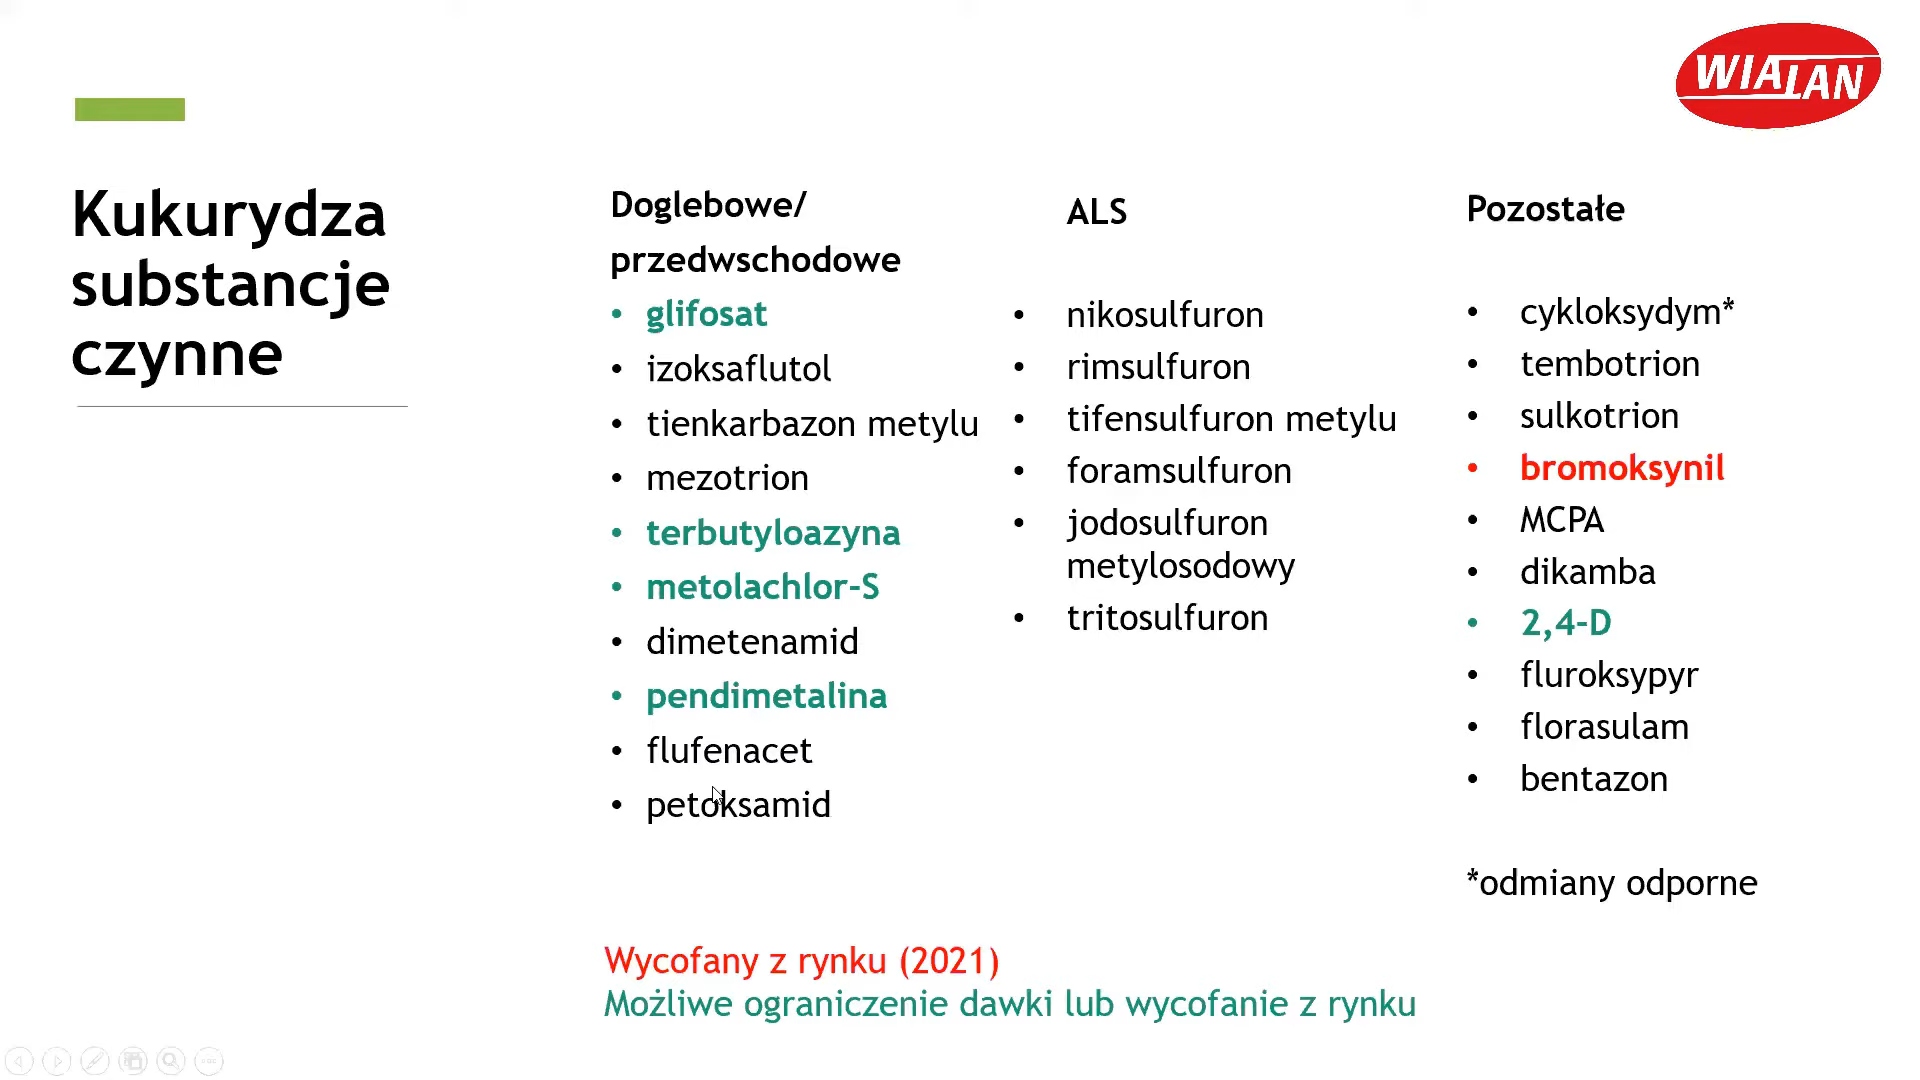 WIALAN
Kukurydza
substancje
czynne
Doglebowe/
przedwschodowe
• glifosat
• izoksaflutol
• tienkarbazon metylu
• mezotrion
• terbutyloazyna
• metolachlor-S
• dimetenamid
• pendimetalina
• flufenacet
• petoksamid
ALS
• nikosulfuron
• rimsulfuron
• tifensulfuron metylu
• foramsulfuron
• jodosulfuron
metylosodowy
• tritosulfuron
Pozostałe
• cykloksydym*
• tembotrion
• sulkotrion
• bromoksynil
• MCPA
• dikamba
• 2,4-D
• fluroksypyr
• florasulam
• bentazon
*odmiany odporne
Wycofany z rynku (2021)
Możliwe ograniczenie dawki lub wycofanie z rynku